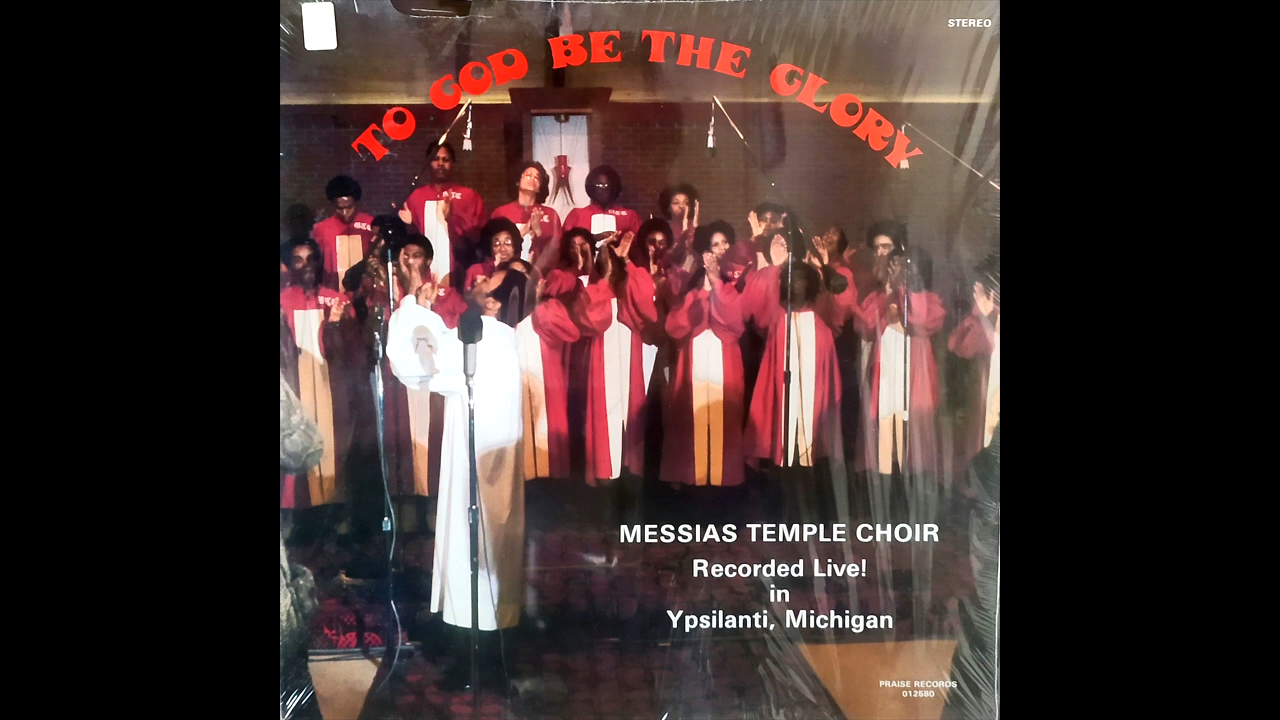 STEREO
TO GOD BE THE GLORY
MESSIAS TEMPLE CHOIR
Recorded Live!
in
Ypsilanti, Michigan
PRAISE RECORDS
012580